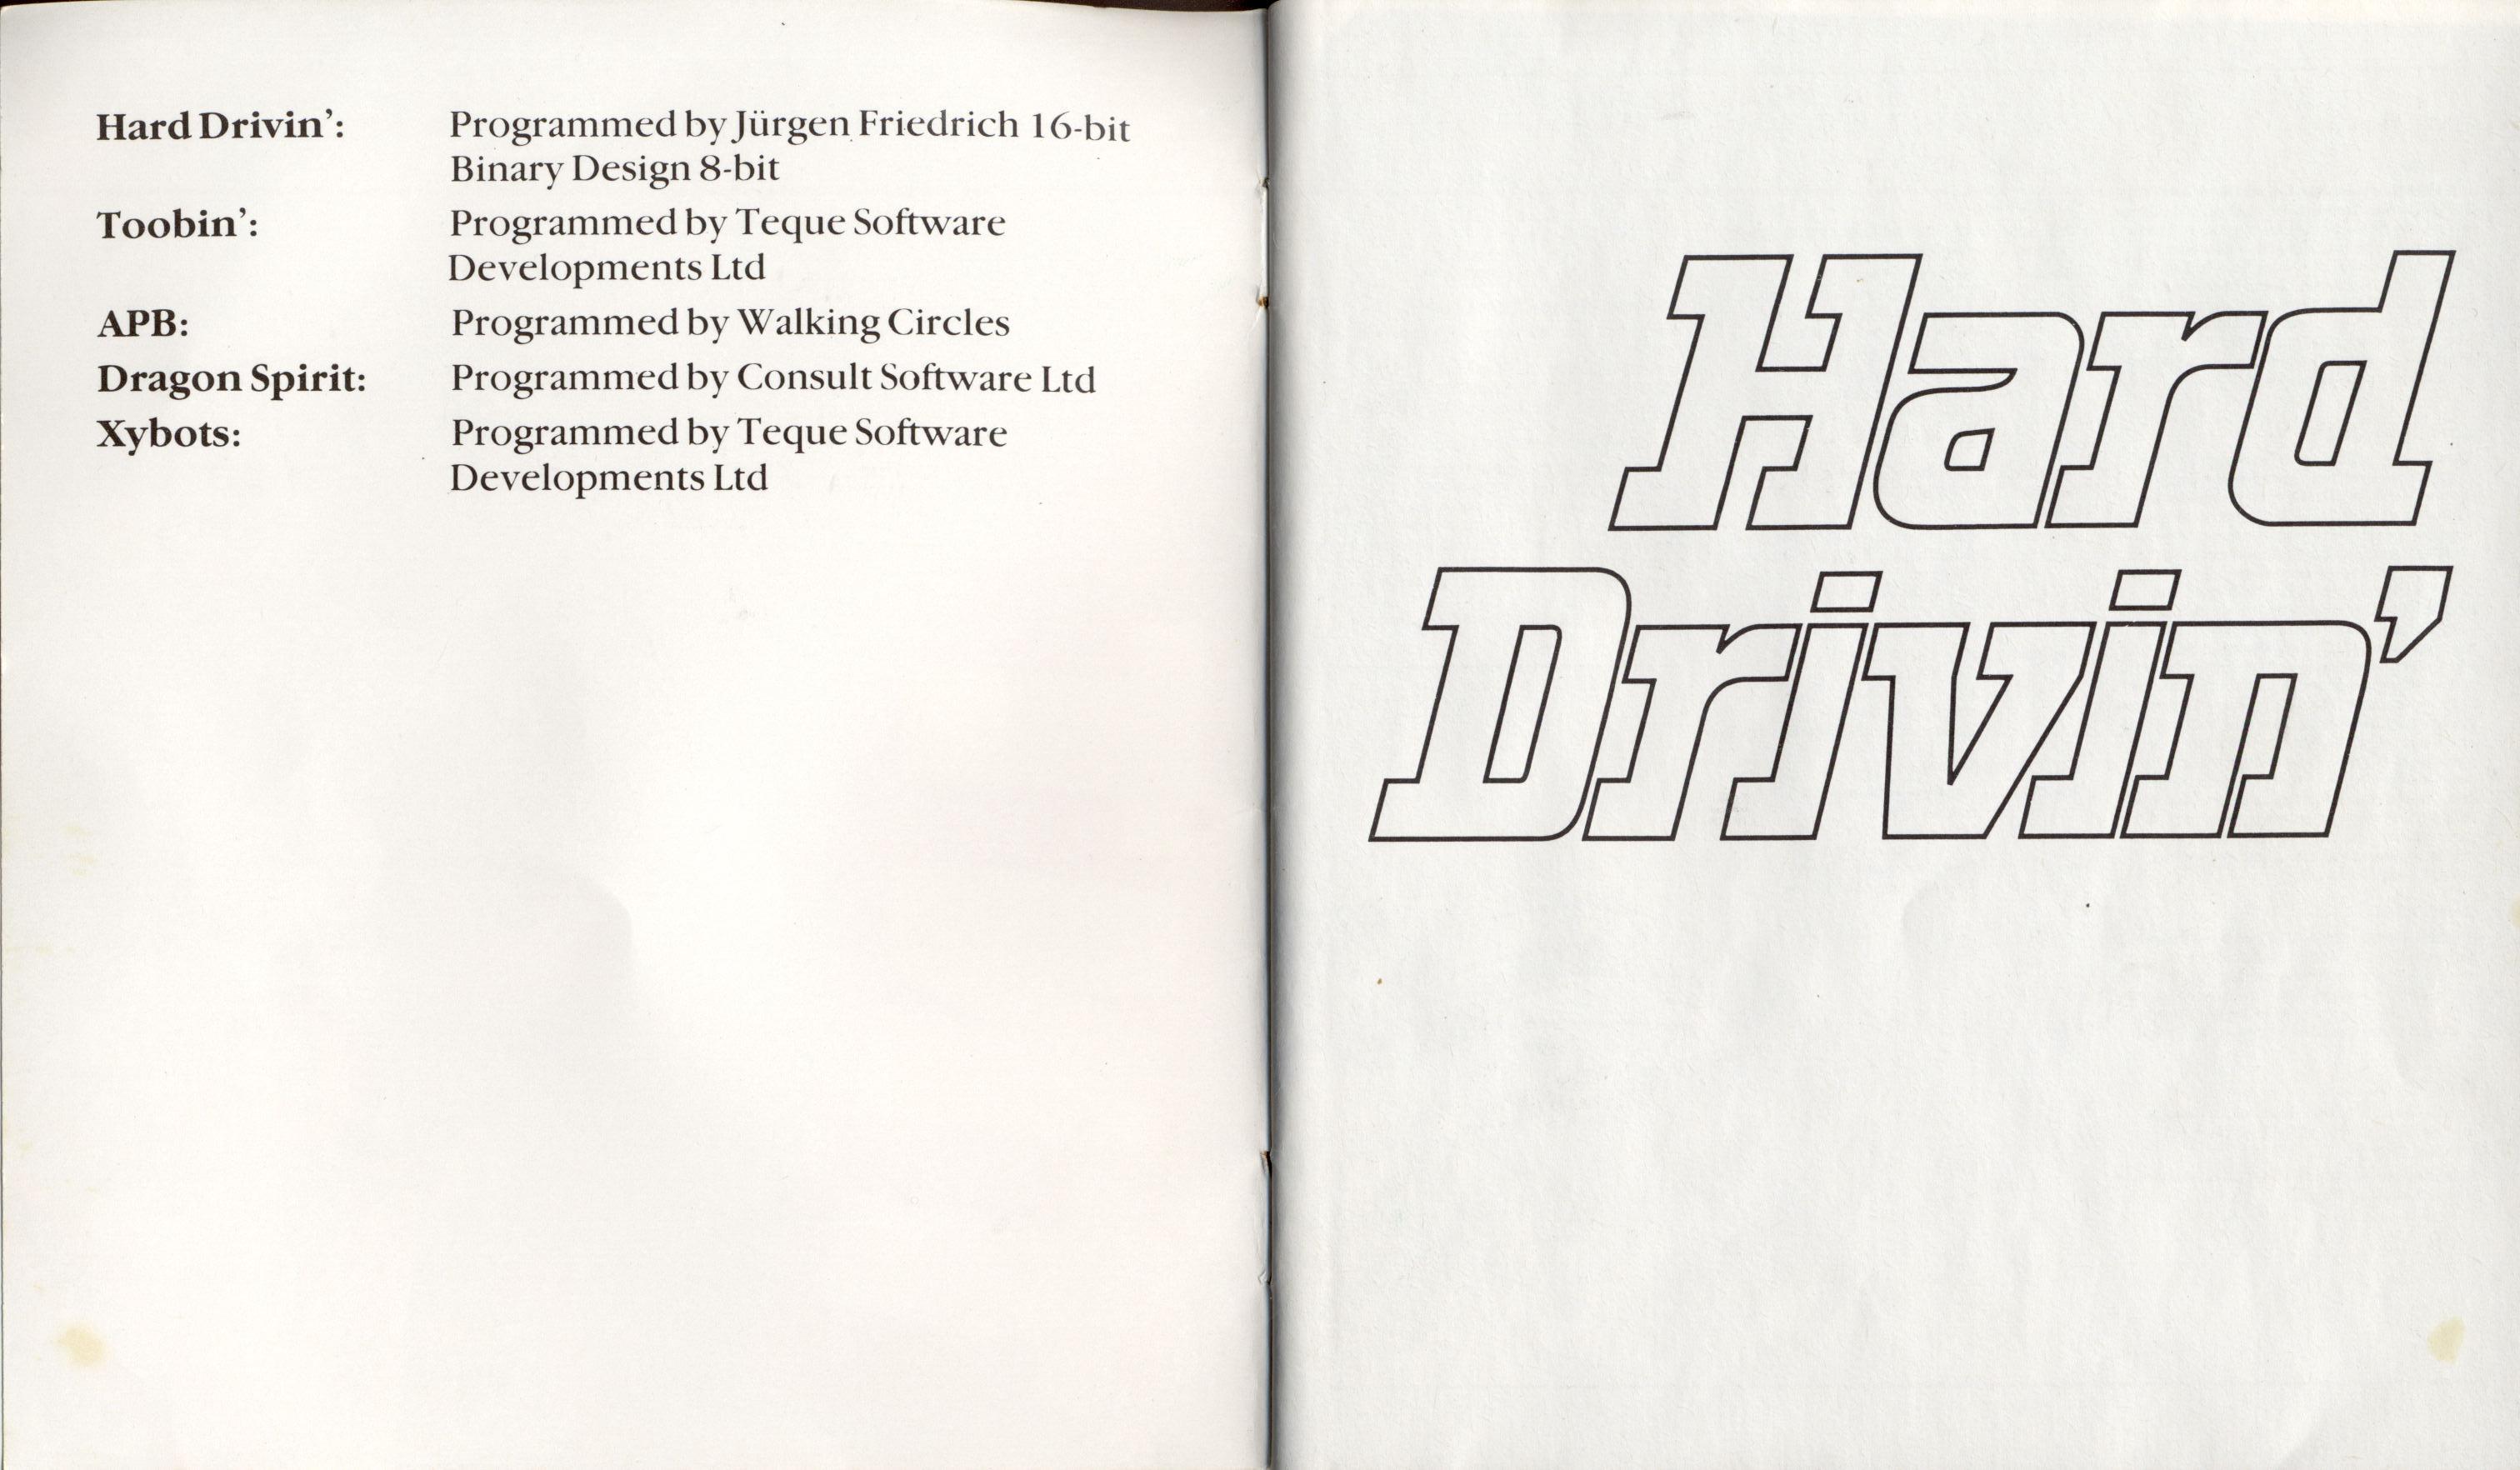 Hard Drivin': Programmed by Jürgen Friedrich 16-bit
Binary Design 8-bit
Toobin': Programmed by Teque Software
Developments Ltd
APB: Programmed by Walking Circles
Dragon Spirit: Programmed by Consult Software Ltd
Xybots: Programmed by Teque Software
Developments Ltd
Hard
Drivin'